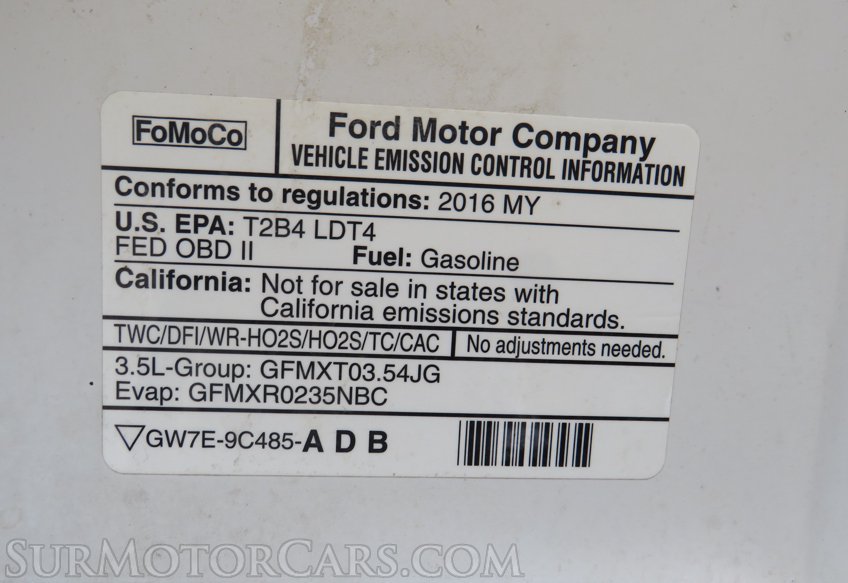 FoMoCo
Ford Motor Company
VEHICLE EMISSION CONTROL INFORMATION
Conforms to regulations: 2016 MY
U.S. EPA: T2B4 LDT4
FED OBD II Fuel: Gasoline
California: Not for sale in states with
California emissions standards.
TWC/DFI/WR-HO2S/HO2S/TC/CAC No adjustments needed.
3.5L-Group: GFMXT03.54JG
Evap: GFMXR0235NBC
▽GW7E-9C485-A D B
SurMotorCars.com